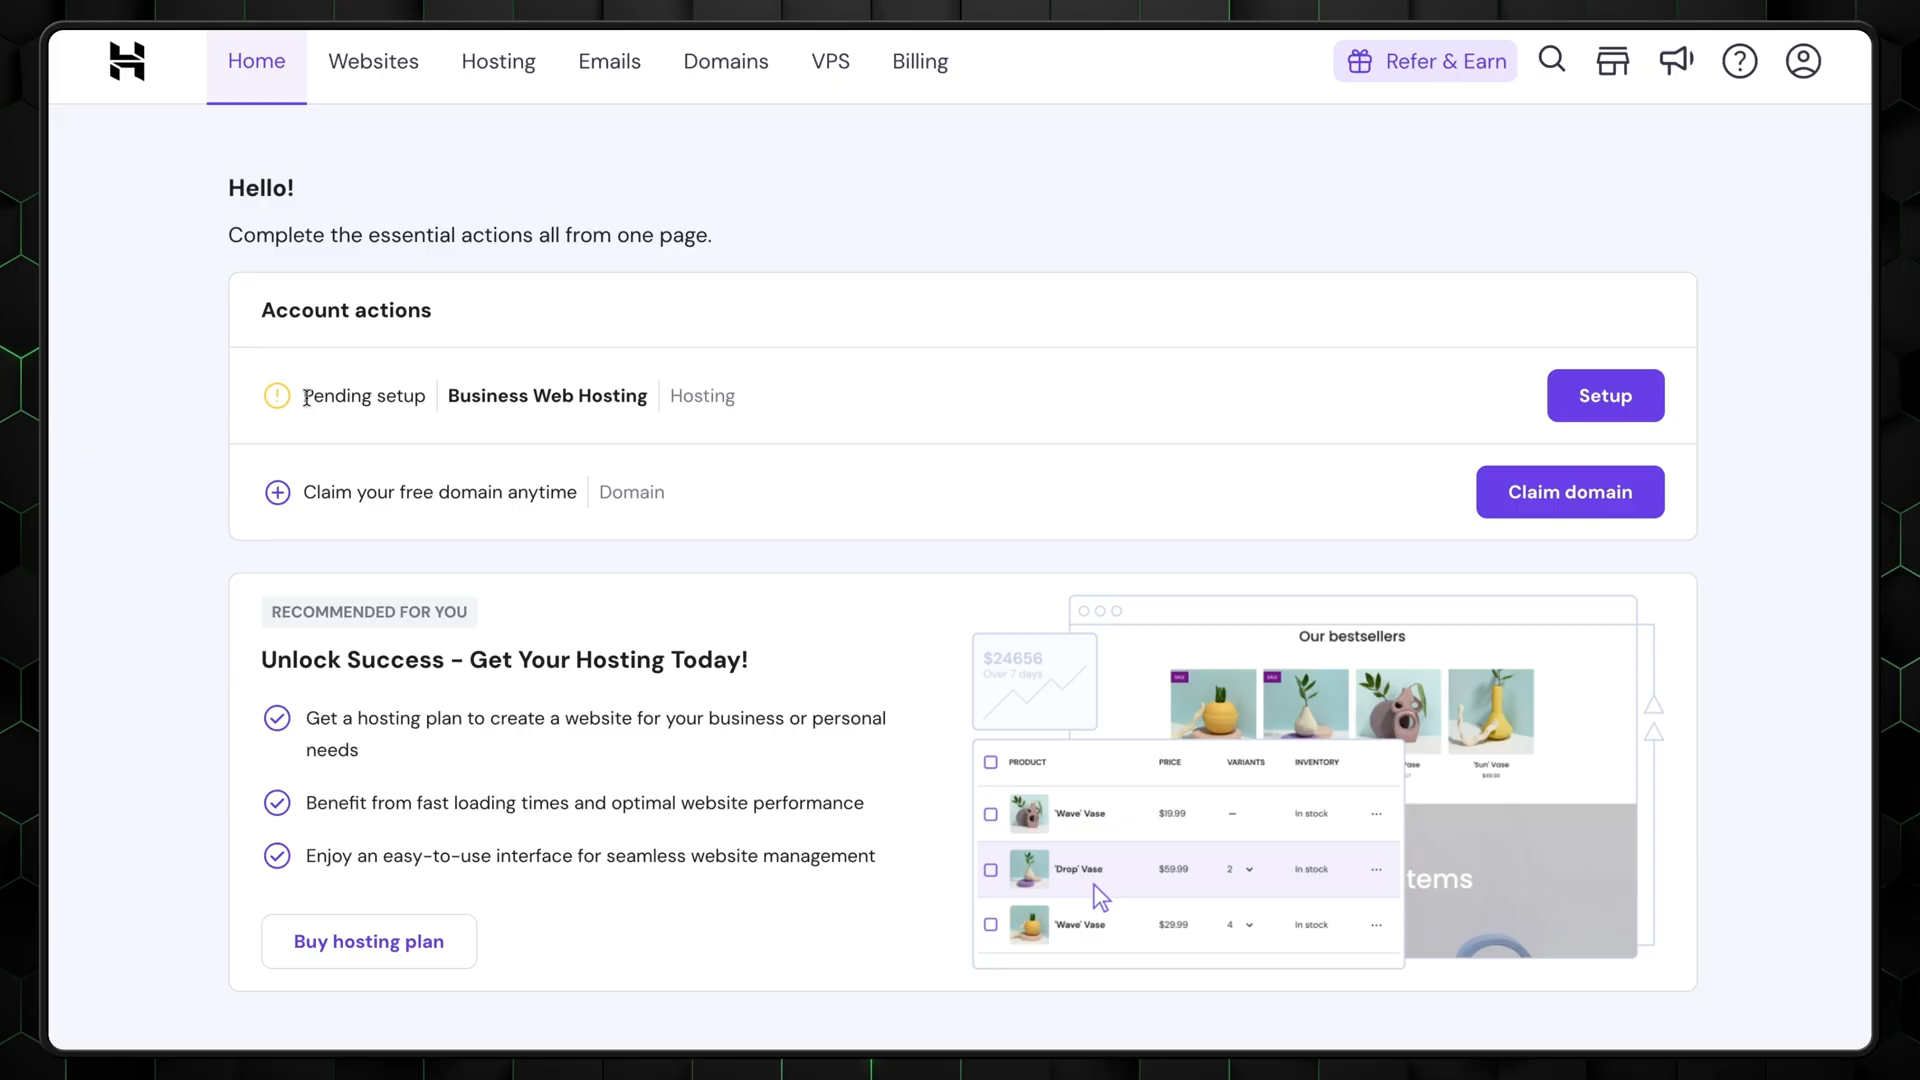 Home Websites Hosting Emails Domains VPS Billing Refer & Earn
Hello!
Complete the essential actions all from one page.
Account actions
Pending setup Business Web Hosting Hosting Setup
Claim your free domain anytime Domain Claim domain
RECOMMENDED FOR YOU
Unlock Success - Get Your Hosting Today!
Get a hosting plan to create a website for your business or personal
needs
Benefit from fast loading times and optimal website performance
Enjoy an easy-to-use interface for seamless website management
Buy hosting plan
Our bestsellers
$24656
Over 7 days
SALE SALE
'Sun' Vase
PRODUCT PRICE VARIANTS INVENTORY
'Wave' Vase $19.99 – In stock
'Drop' Vase $59.99 2 In stock
'Wave' Vase $29.99 4 In stock
tems